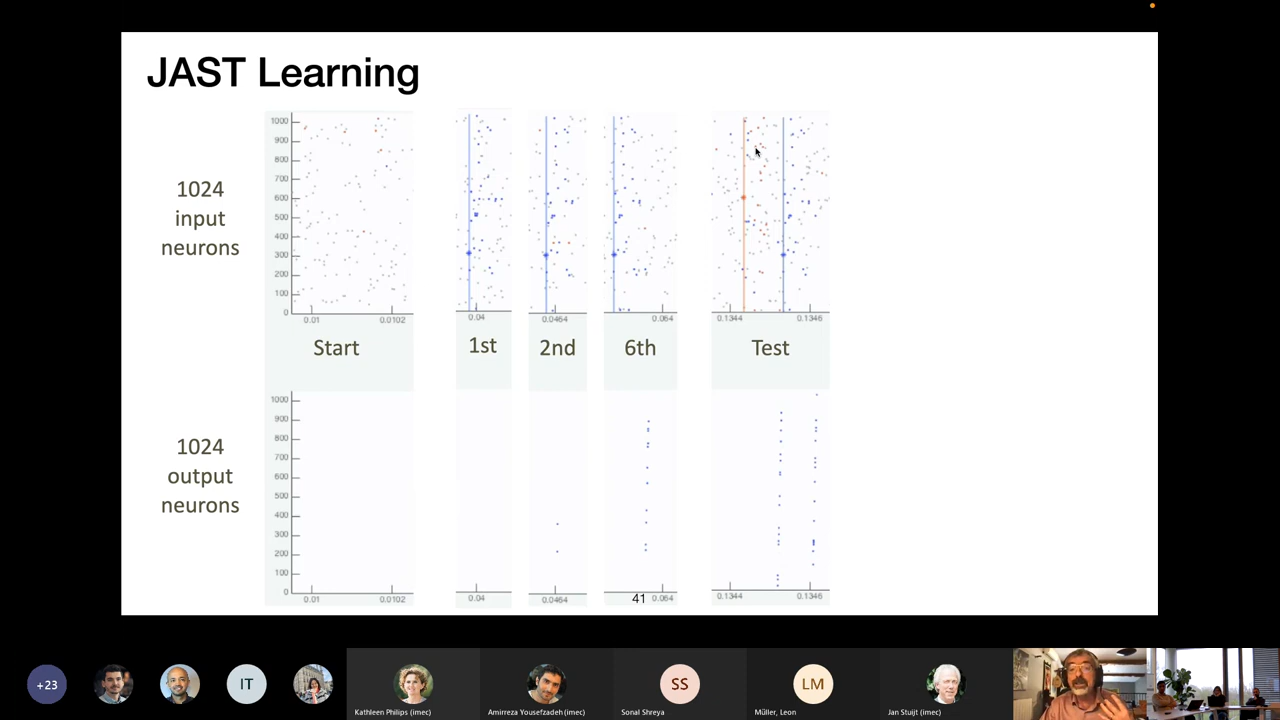 JAST Learning
1024
input
neurons
1000
900
800
700
600
500
400
300
200
100
0
0.01
0.0102
0.04
0.0464
0.064
0.1344
0.1346
Start
1st
2nd
6th
Test
1024
output
neurons
1000
900
800
700
600
500
400
300
200
100
0
0.01
0.0102
0.04
0.0464
41
0.064
0.1344
0.1346
+23
IT
SS
LM
Kathleen Philips (imec)
Amirreza Yousefzadeh (imec)
Sonal Shreya
Müller, Leon
Jan Stuijt (imec)